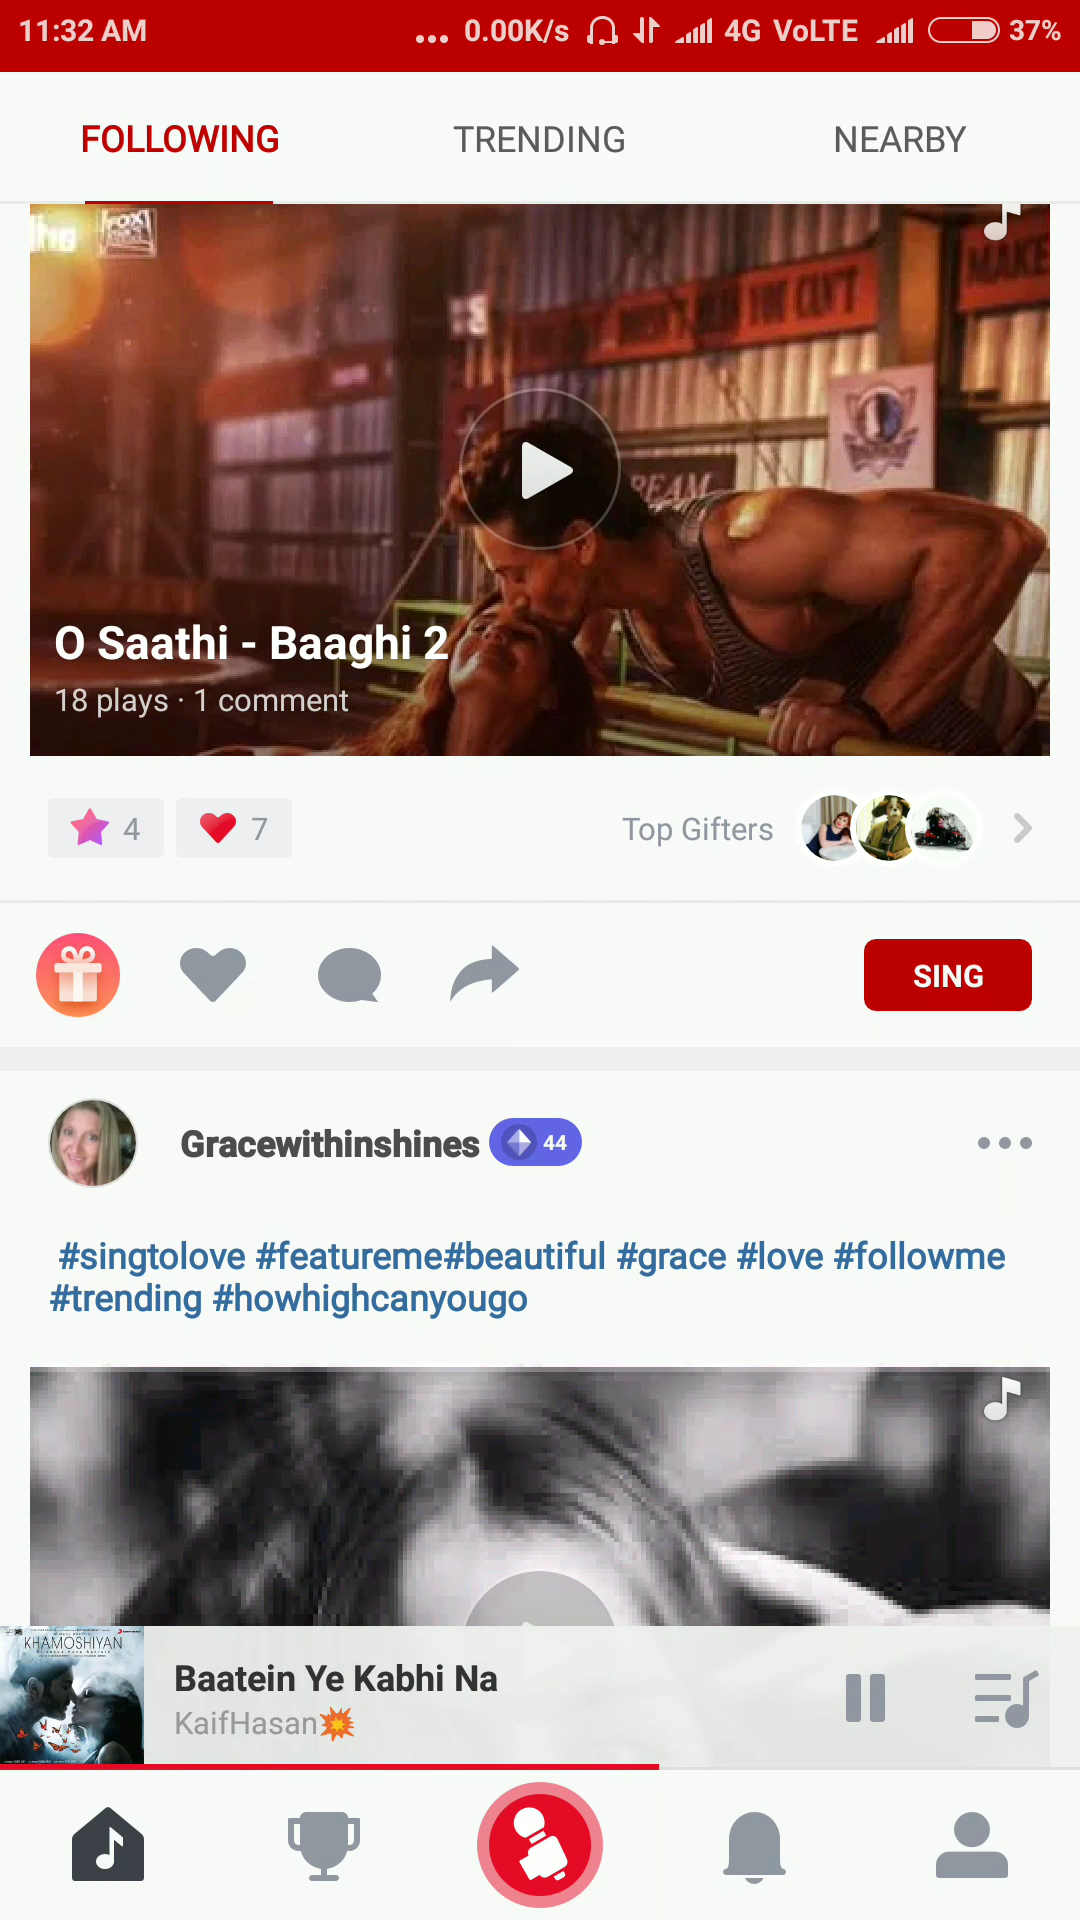 11:32 AM
... 0.00K/s 4G VoLTE 37%
FOLLOWING
TRENDING
NEARBY
FOX
MAKE
O Saathi - Baaghi 2
18 plays · 1 comment
4
7
Top Gifters
SING
Gracewithinshines 44
#singtolove #featureme#beautiful #grace #love #followme
#trending #howhighcanyougo
KHAMOSHIYAN
Baatein Ye Kabhi Na
KaifHasan💥